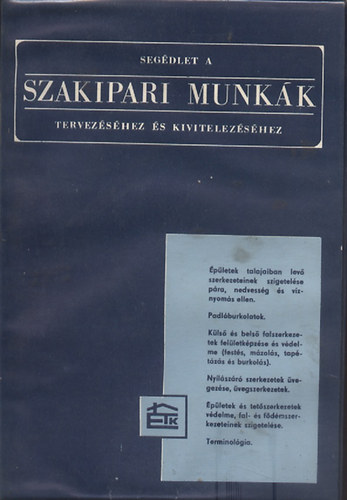 SEGÉDLET A
SZAKIPARI MUNKÁK
TERVEZÉSÉHEZ ÉS KIVITELEZÉSÉHEZ
Épületek talajaiban levő
szerkezeteinek szigetelése
pára, nedvesség és víz-
nyomás ellen.
Padlóburkolatok.
Külső és belső falszerkeze-
tek felületképzése és védel-
me (festés, mázolás, tapé-
tázás és burkolás).
Nyílászáró szerkezetek üve-
gezése, üvegszerkezetek.
Épületek és tetőszerkezetek
védelme, fal- és födémszer-
kezeteinek szigetelése.
Terminológia.
ÉTK